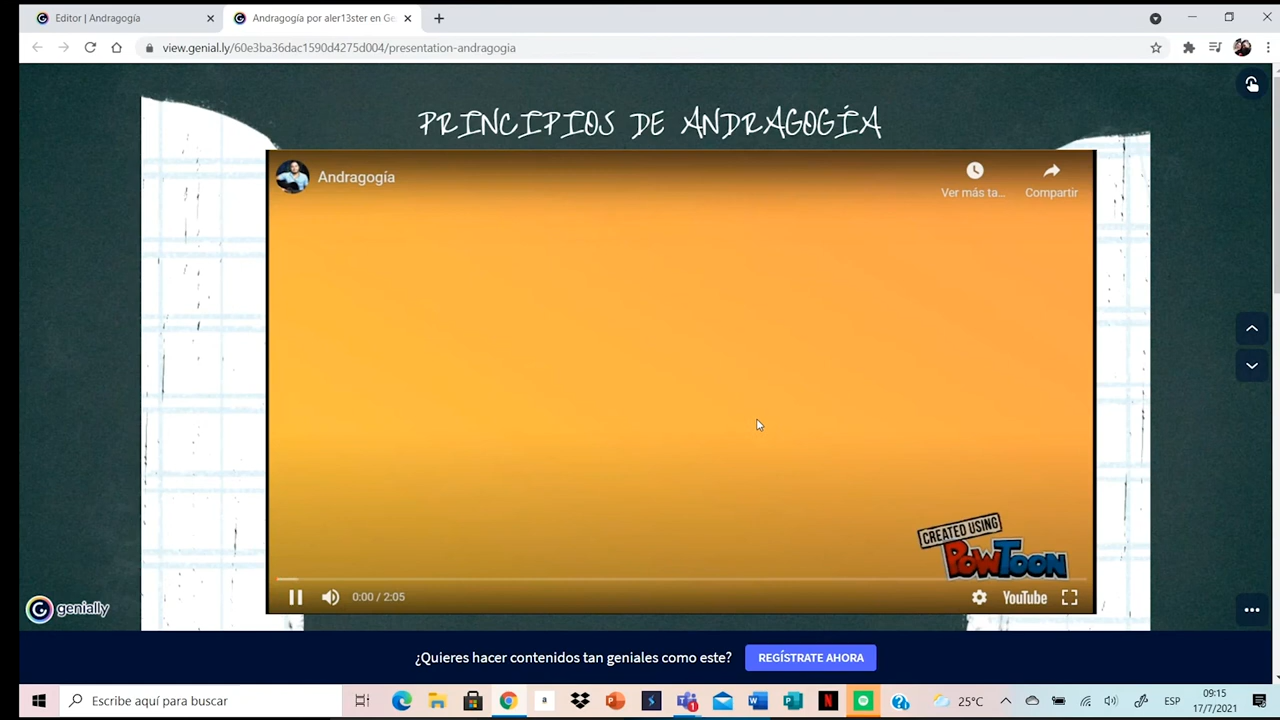 Editor | Andragogía
Andragogía por aler13ster en Ge
view.genial.ly/60e3ba36dac1590d4275d004/presentation-andragogia
PRINCIPIOS DE ANDRAGOGÍA
Andragogía
Ver más ta...
Compartir
CREATED USING
POWTOON
0:00 / 2:05
YouTube
genially
¿Quieres hacer contenidos tan geniales como este?
REGÍSTRATE AHORA
Escribe aquí para buscar
25°C
ESP
09:15
17/7/2021